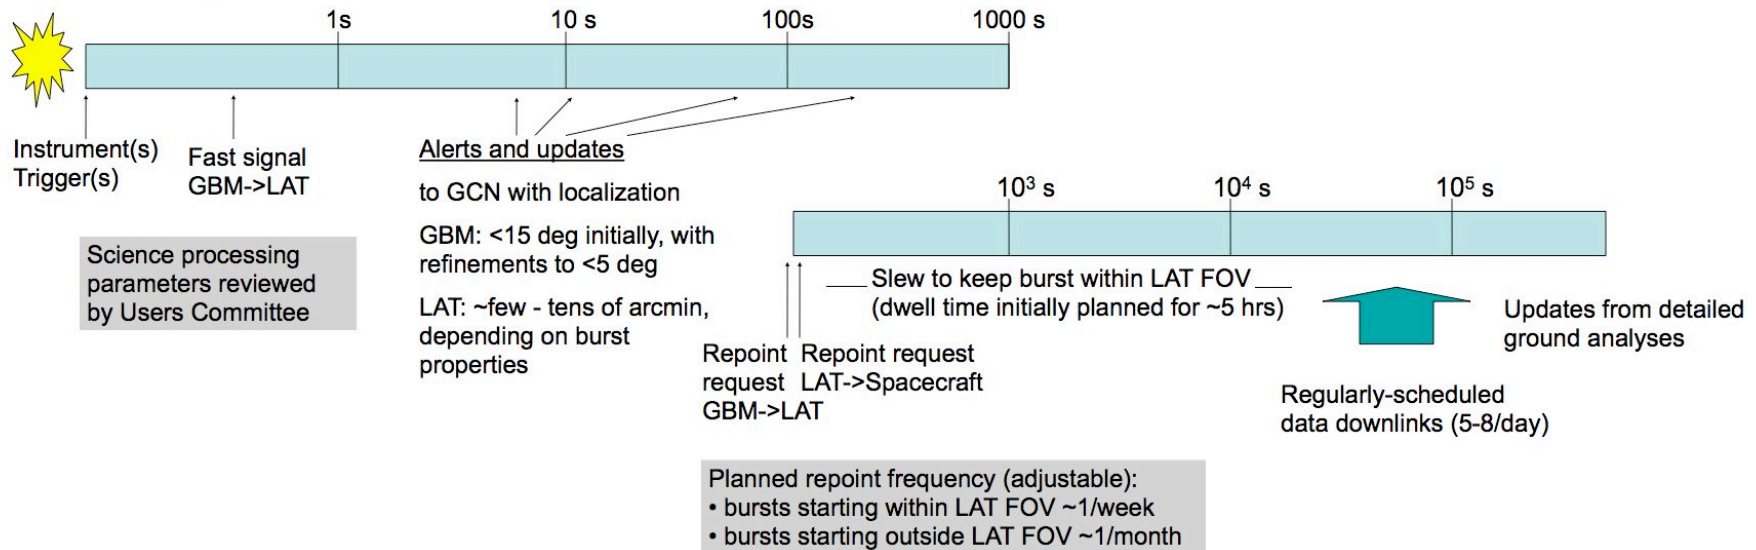 1s
10 s
100s
1000 s
Instrument(s)
Trigger(s)
Fast signal
GBM->LAT
Alerts and updates
to GCN with localization
GBM: <15 deg initially, with
refinements to <5 deg
LAT: ~few - tens of arcmin,
depending on burst
properties
Science processing
parameters reviewed
by Users Committee
10³ s
10⁴ s
10⁵ s
Slew to keep burst within LAT FOV
(dwell time initially planned for ~5 hrs)
Repoint
request
GBM->LAT
Repoint request
LAT->Spacecraft
Updates from detailed
ground analyses
Regularly-scheduled
data downlinks (5-8/day)
Planned repoint frequency (adjustable):
• bursts starting within LAT FOV ~1/week
• bursts starting outside LAT FOV ~1/month